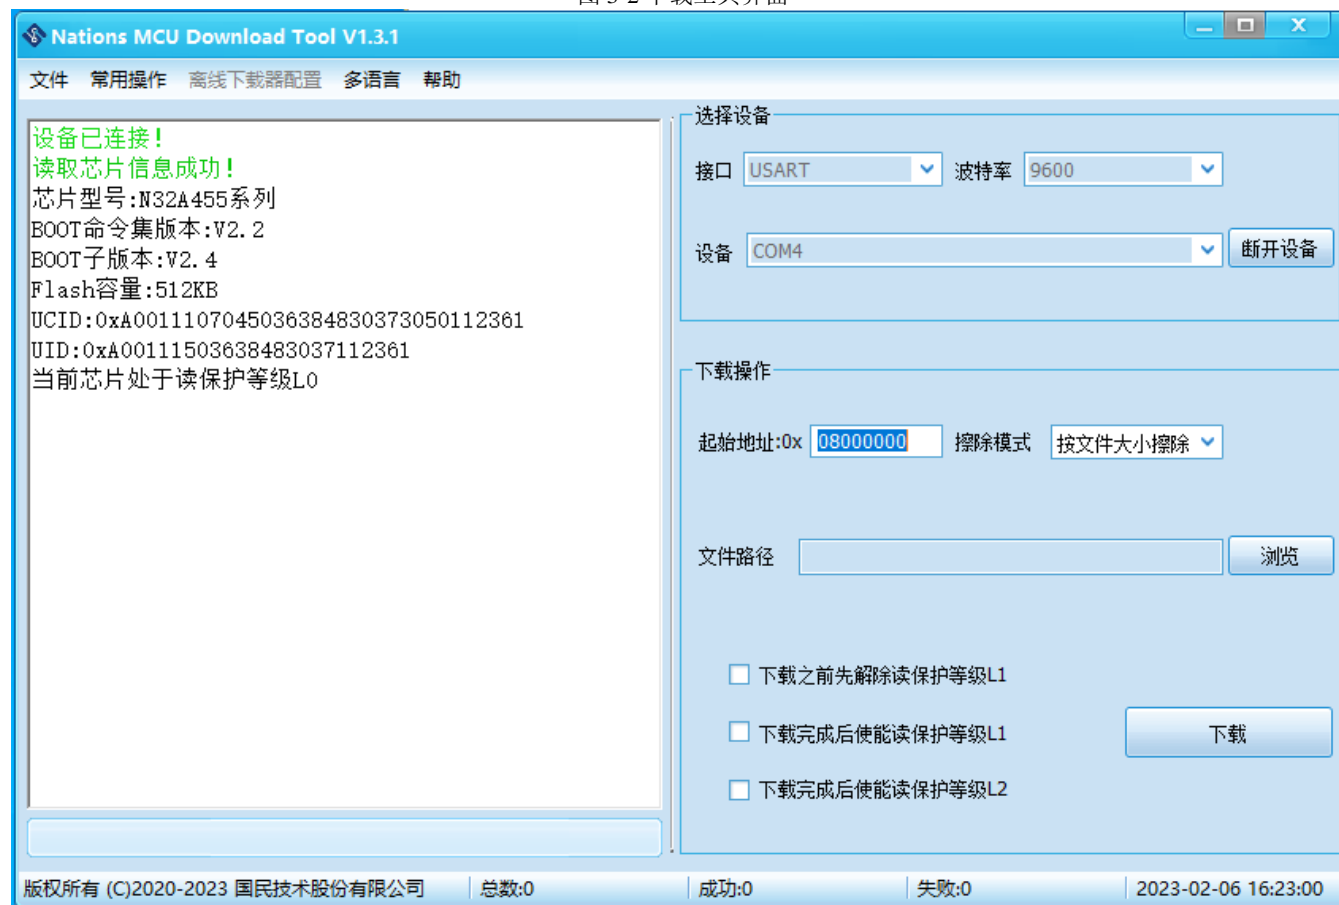 图 3-2 下载工具界面
Nations MCU Download Tool V1.3.1
文件 常用操作 离线下载器配置 多语言 帮助
设备已连接!
读取芯片信息成功!
芯片型号:N32A455系列
BOOT命令集版本:V2.2
BOOT子版本:V2.4
Flash容量:512KB
UCID:0xA0011107045036384830373050112361
UID:0xA00111503638483037112361
当前芯片处于读保护等级L0
选择设备
接口 USART 波特率 9600
设备 COM4 断开设备
下载操作
起始地址:0x 08000000 擦除模式 按文件大小擦除
文件路径 浏览
下载之前先解除读保护等级L1
下载完成后使能读保护等级L1
下载
下载完成后使能读保护等级L2
版权所有 (C)2020-2023 国民技术股份有限公司 总数:0 成功:0 失败:0 2023-02-06 16:23:00